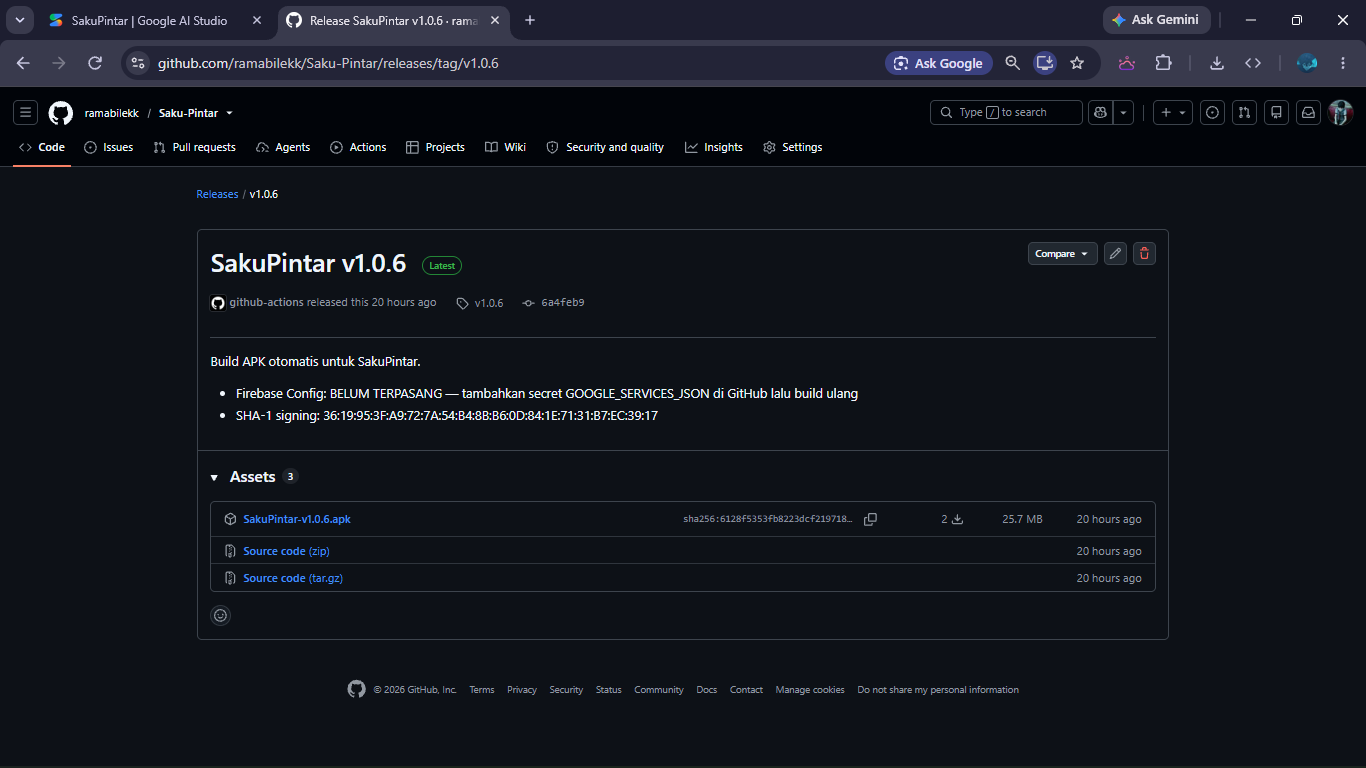 SakuPintar | Google AI Studio
Release SakuPintar v1.0.6 · rama
Ask Gemini
github.com/ramabilekk/Saku-Pintar/releases/tag/v1.0.6
Ask Google
ramabilekk / Saku-Pintar
Type / to search
Code
Issues
Pull requests
Agents
Actions
Projects
Wiki
Security and quality
Insights
Settings
Releases / v1.0.6
SakuPintar v1.0.6
Latest
Compare
github-actions released this 20 hours ago
v1.0.6
6a4feb9
Build APK otomatis untuk SakuPintar.
• Firebase Config: BELUM TERPASANG — tambahkan secret GOOGLE_SERVICES_JSON di GitHub lalu build ulang
• SHA-1 signing: 36:19:95:3F:A9:72:7A:54:B4:8B:B6:0D:84:1E:71:31:B7:EC:39:17
Assets 3
SakuPintar-v1.0.6.apk
sha256:6128f5353fb8223dcf219718…
2
25.7 MB
20 hours ago
Source code (zip)
20 hours ago
Source code (tar.gz)
20 hours ago
© 2026 GitHub, Inc.
Terms
Privacy
Security
Status
Community
Docs
Contact
Manage cookies
Do not share my personal information